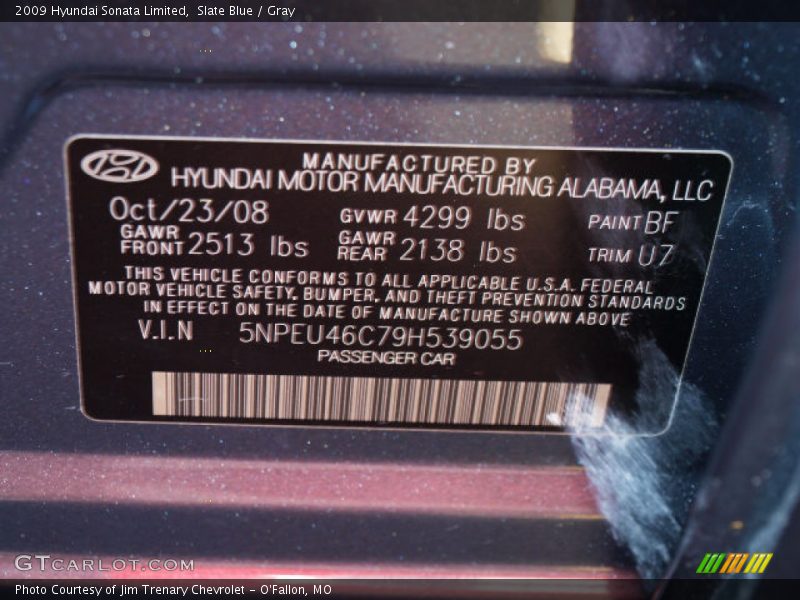 2009 Hyundai Sonata Limited,  Slate Blue / Gray
MANUFACTURED BY
HYUNDAI MOTOR MANUFACTURING ALABAMA, LLC
Oct/23/08 GVWR 4299 lbs PAINT BF
GAWR FRONT 2513 lbs GAWR REAR 2138 lbs TRIM U7
THIS VEHICLE CONFORMS TO ALL APPLICABLE U.S.A. FEDERAL
MOTOR VEHICLE SAFETY, BUMPER, AND THEFT PREVENTION STANDARDS
IN EFFECT ON THE DATE OF MANUFACTURE SHOWN ABOVE
V.I.N 5NPEU46C79H539055
PASSENGER CAR
GTCARLOT.COM
Photo Courtesy of Jim Trenary Chevrolet - O'Fallon, MO